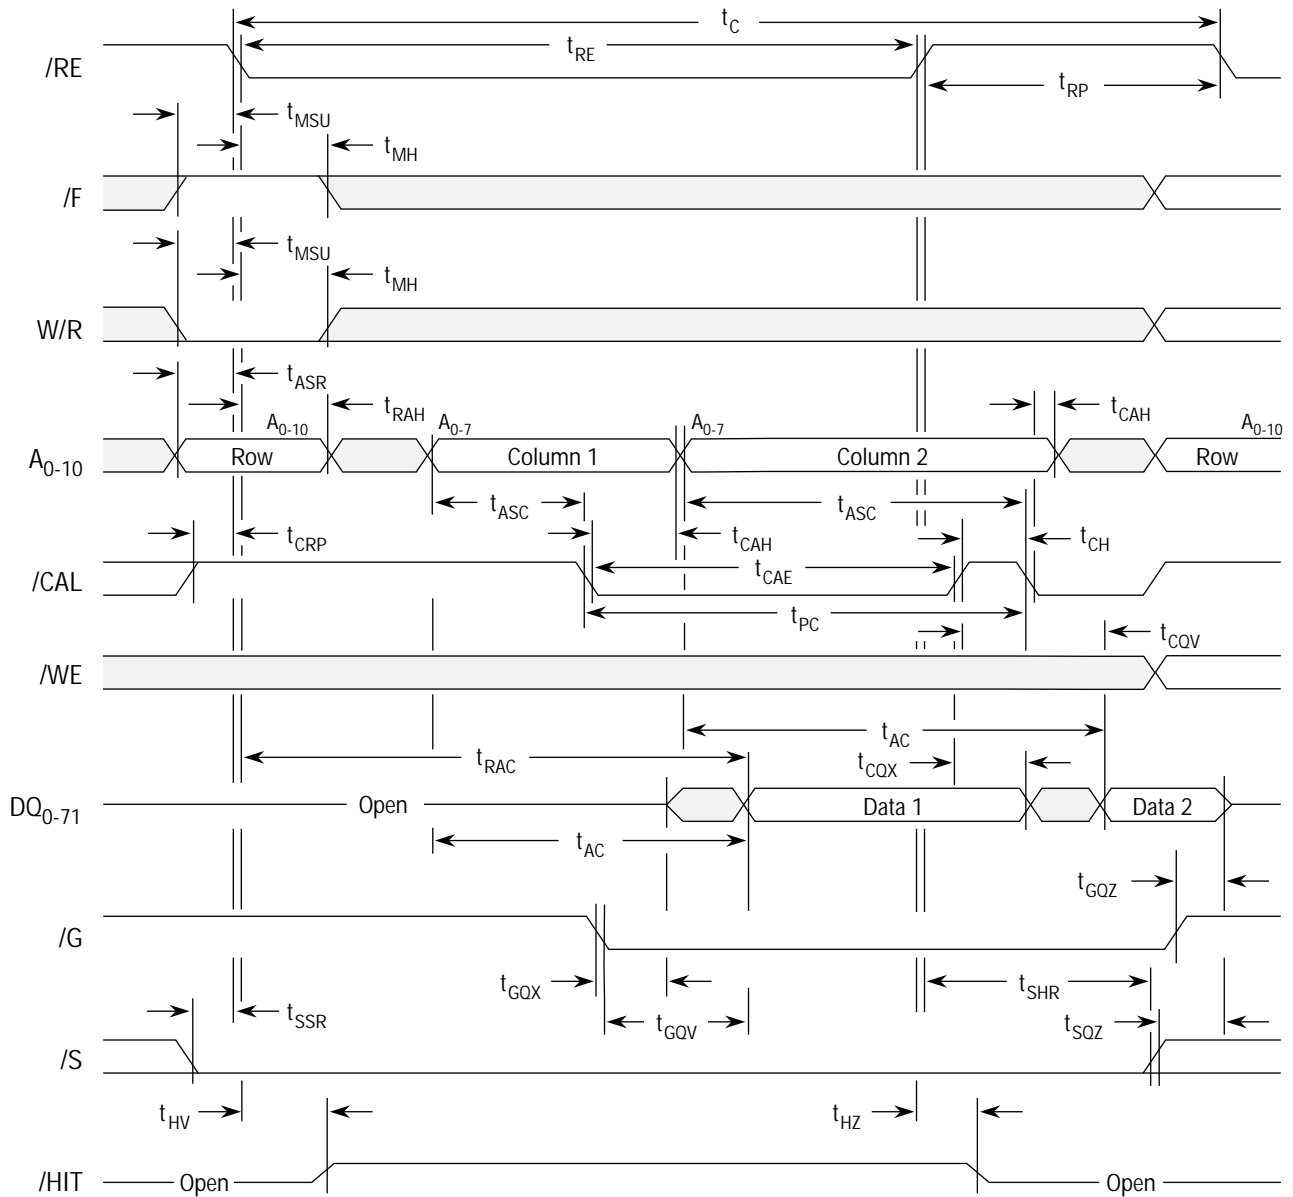 tC
/RE
tRE
tRP
tMSU
tMH
/F
tMSU
tMH
W/R
tASR
tRAH
tCAH
A0-10
A0-7
A0-7
A0-10
A0-10
Row
Column 1
Column 2
Row
tASC
tASC
tCRP
tCAH
tCH
/CAL
tCAE
tPC
tCQV
/WE
tAC
tRAC
tCQX
DQ0-71
Open
Data 1
Data 2
tAC
tGQZ
/G
tGQX
tSHR
tSSR
tGQV
tSQZ
/S
tHV
tHZ
/HIT
Open
Open